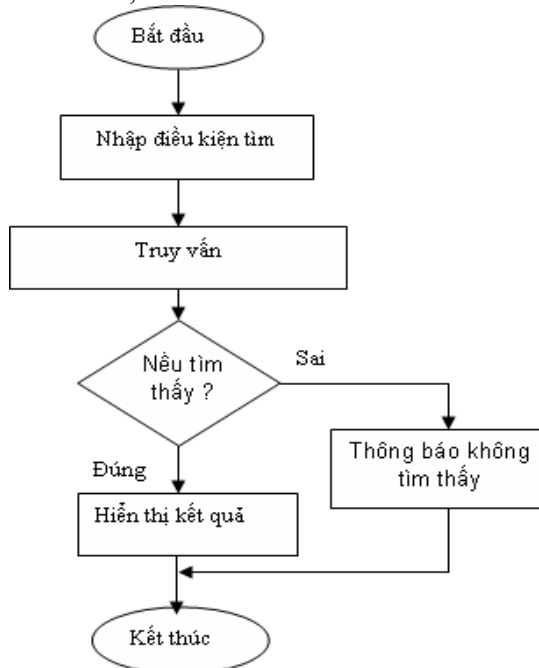 Bắt đầu
Nhập điều kiện tìm
Truy vấn
Nếu tìm
thấy ?
Sai
Thông báo không
tìm thấy
Đúng
Hiển thị kết quả
Kết thúc